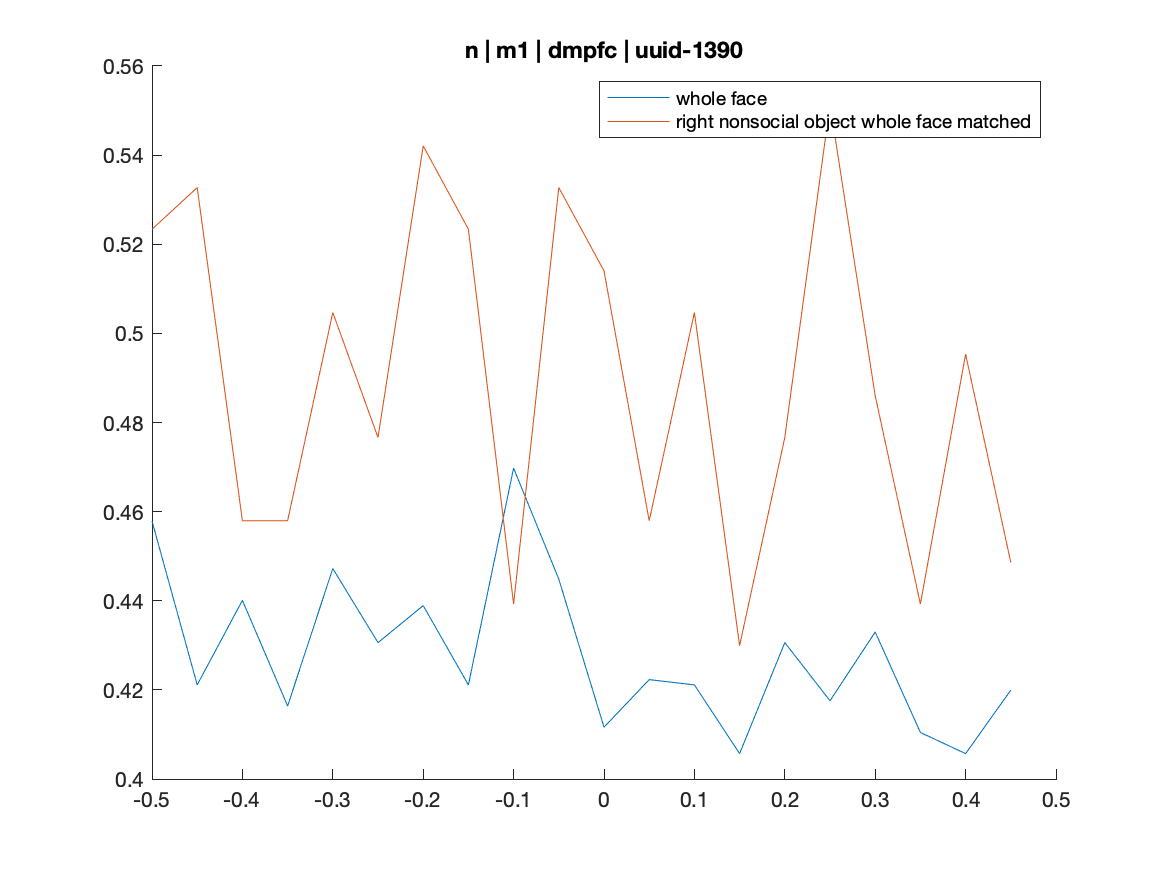 n | m1 | dmpfc | uuid-1390
whole face
right nonsocial object whole face matched
0.56
0.54
0.52
0.5
0.48
0.46
0.44
0.42
0.4
-0.5 -0.4 -0.3 -0.2 -0.1 0 0.1 0.2 0.3 0.4 0.5